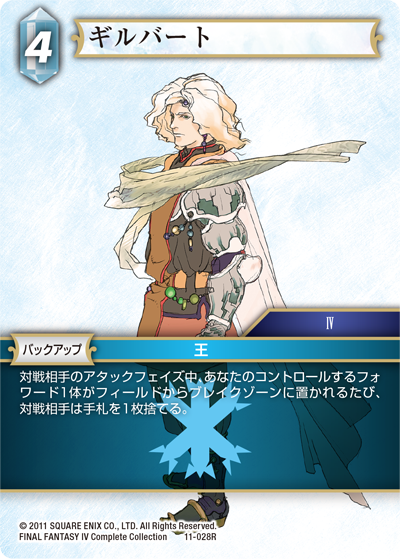 4
ギルバート
IV
バックアップ
王
対戦相手のアタックフェイズ中、あなたのコントロールするフォ
ワード1体がフィールドからブレイクゾーンに置かれるたび、
対戦相手は手札を1枚捨てる。
© 2011 SQUARE ENIX CO., LTD. All Rights Reserved.
FINAL FANTASY IV Complete Collection 11-028R